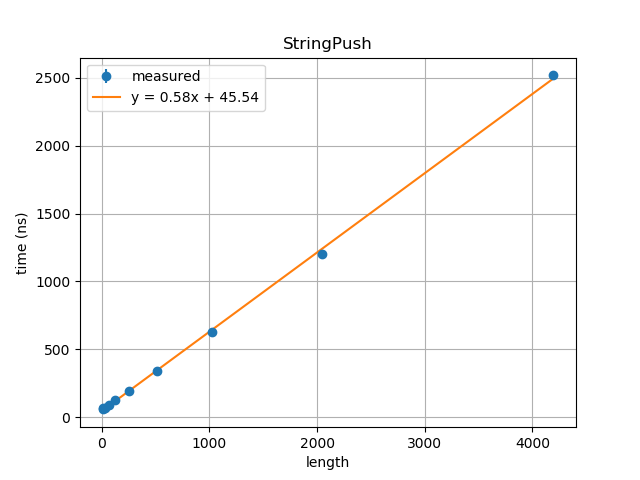 StringPush
measured
y = 0.58x + 45.54
2500
2000
1500
1000
500
0
time (ns)
0 1000 2000 3000 4000
length